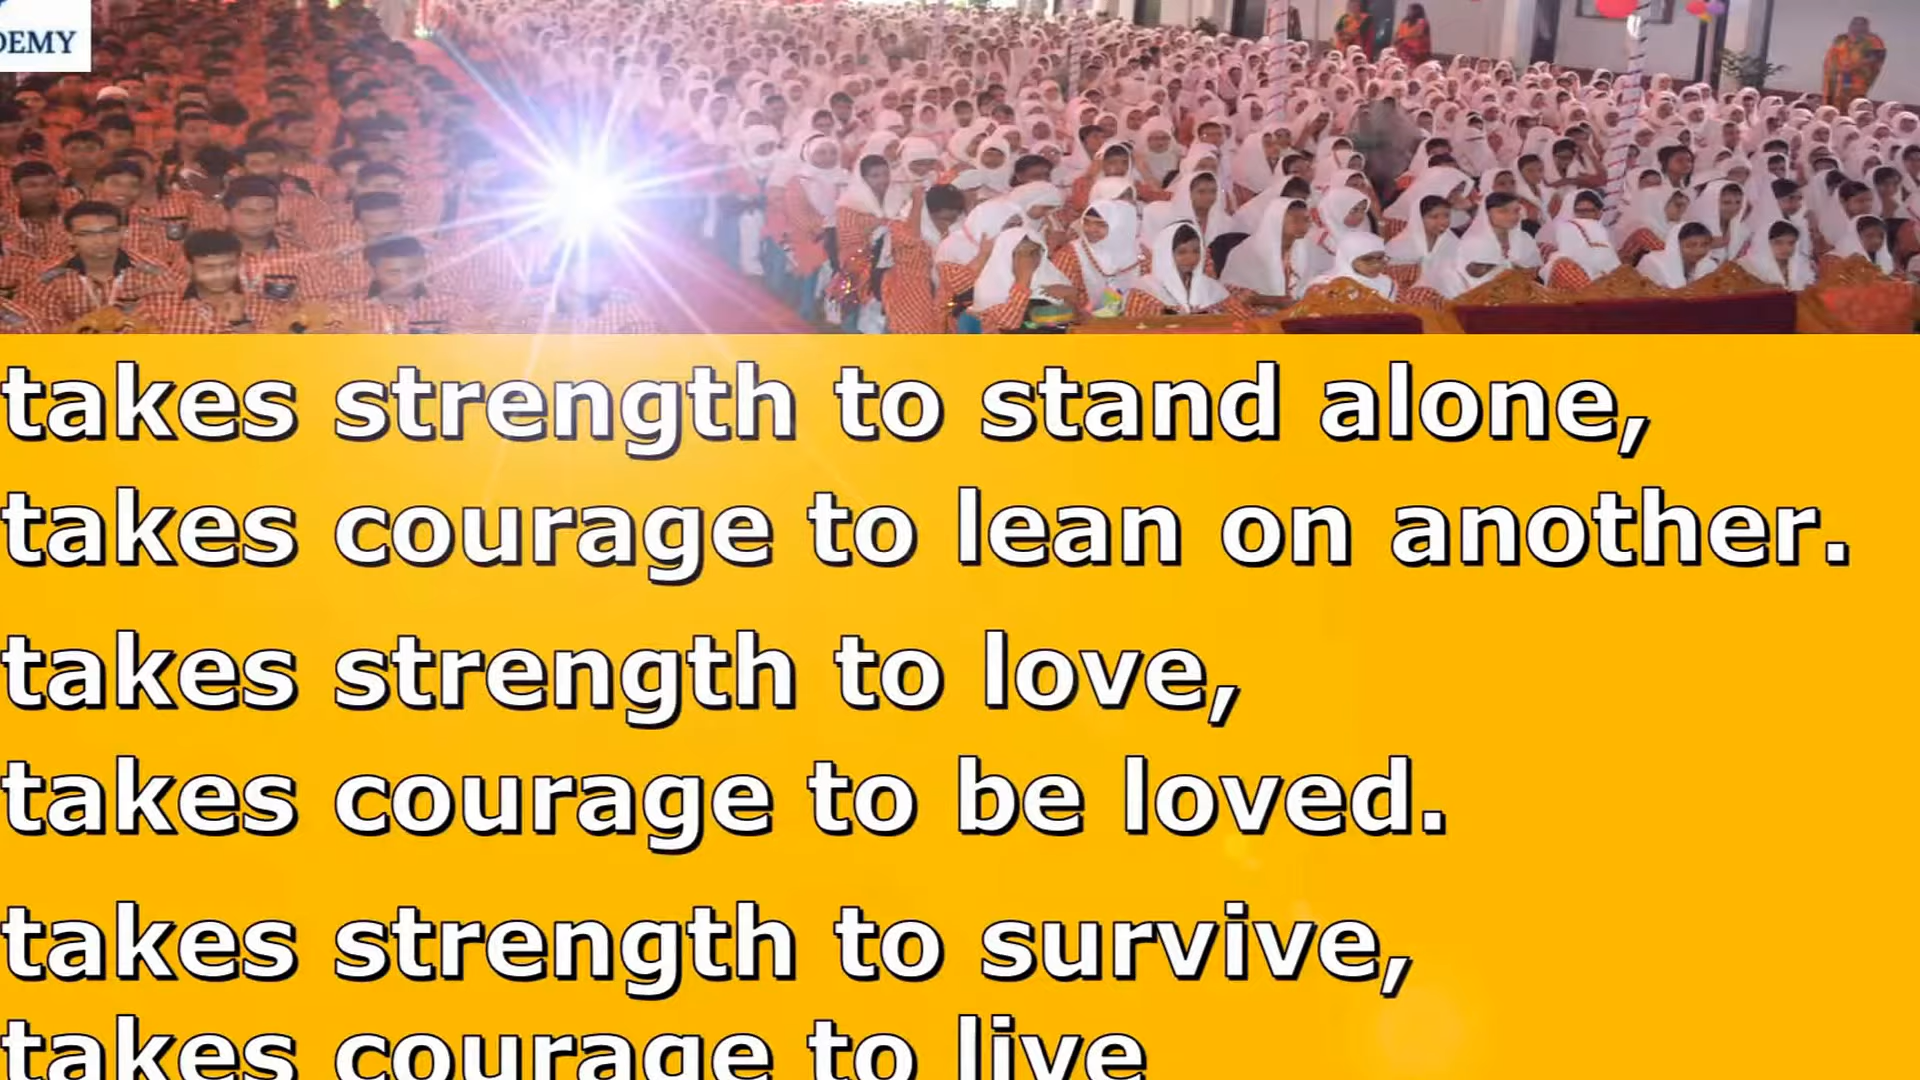 DEMY
takes strength to stand alone,
takes courage to lean on another.
takes strength to love,
takes courage to be loved.
takes strength to survive,
takes courage to live